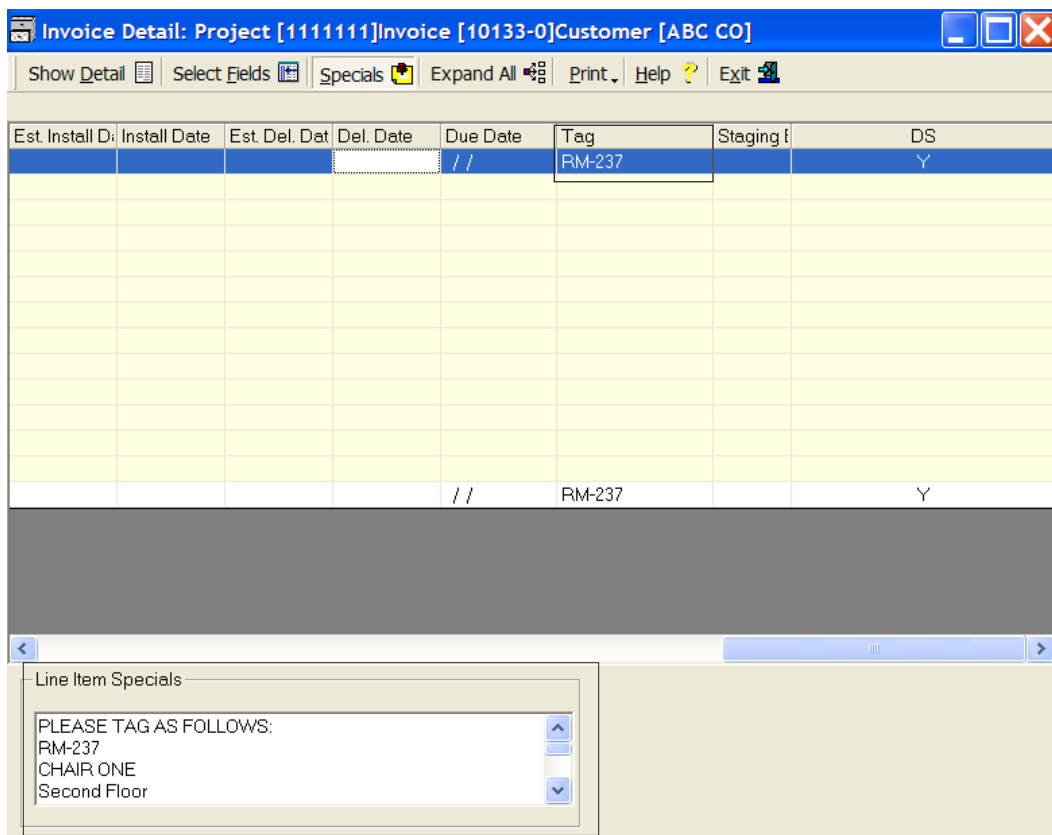 Invoice Detail: Project [1111111]Invoice [10133-0]Customer [ABC CO]
Show Detail Select Fields Specials Expand All Print Help ? Exit
Est. Install Da Install Date Est. Del. Dat Del. Date Due Date Tag Staging DS
/ / RM-237 Y
/ / RM-237 Y
Line Item Specials
PLEASE TAG AS FOLLOWS:
RM-237
CHAIR ONE
Second Floor